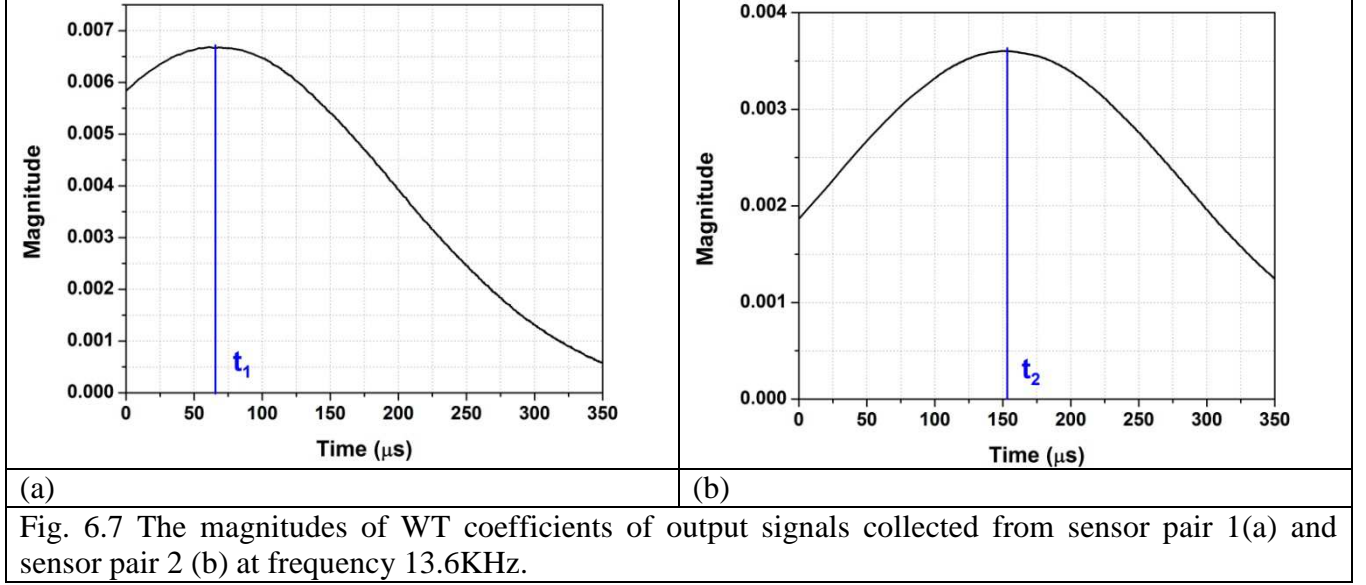 0.007
0.006
0.005
0.004
0.003
0.002
0.001
0.000
Magnitude
t1
0 50 100 150 200 250 300 350
Time (μs)
0.004
0.003
0.002
0.001
0.000
Magnitude
t2
0 50 100 150 200 250 300 350
Time (μs)
(a)
(b)
Fig. 6.7 The magnitudes of WT coefficients of output signals collected from sensor pair 1(a) and
sensor pair 2 (b) at frequency 13.6KHz.